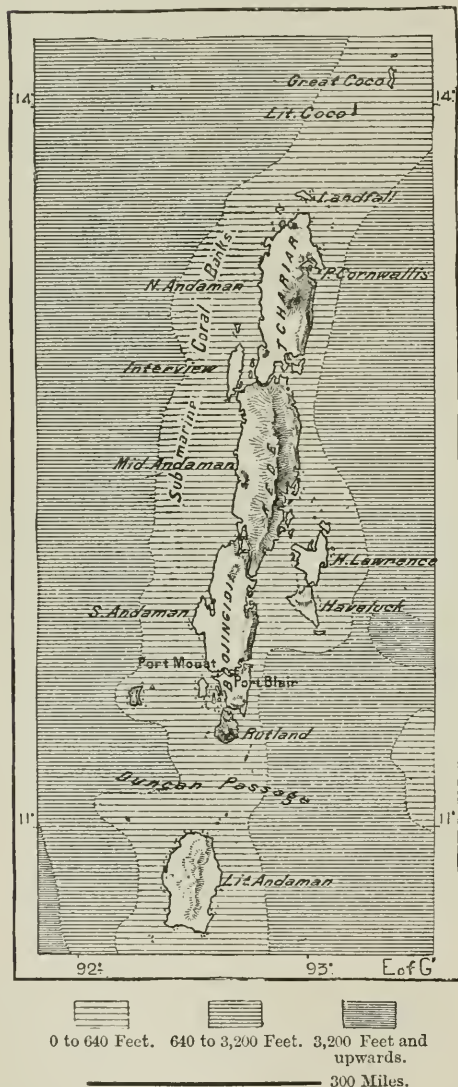 Great Coco
14°
14°
Lit. Coco
Landfall
P. Cornwallis
N. Andaman
TCHARIAR
Submarine Coral Banks
Interview
Mid. Andaman
H. Lawrence
Havelock
S. Andaman
BOJINGIDIA
Port Mouat
Port Blair
Rutland
Duncan Passage
11°
11°
Lit. Andaman
92°
93°
E. of G.
0 to 640 Feet.
640 to 3,200 Feet.
3,200 Feet and
upwards.
300 Miles.